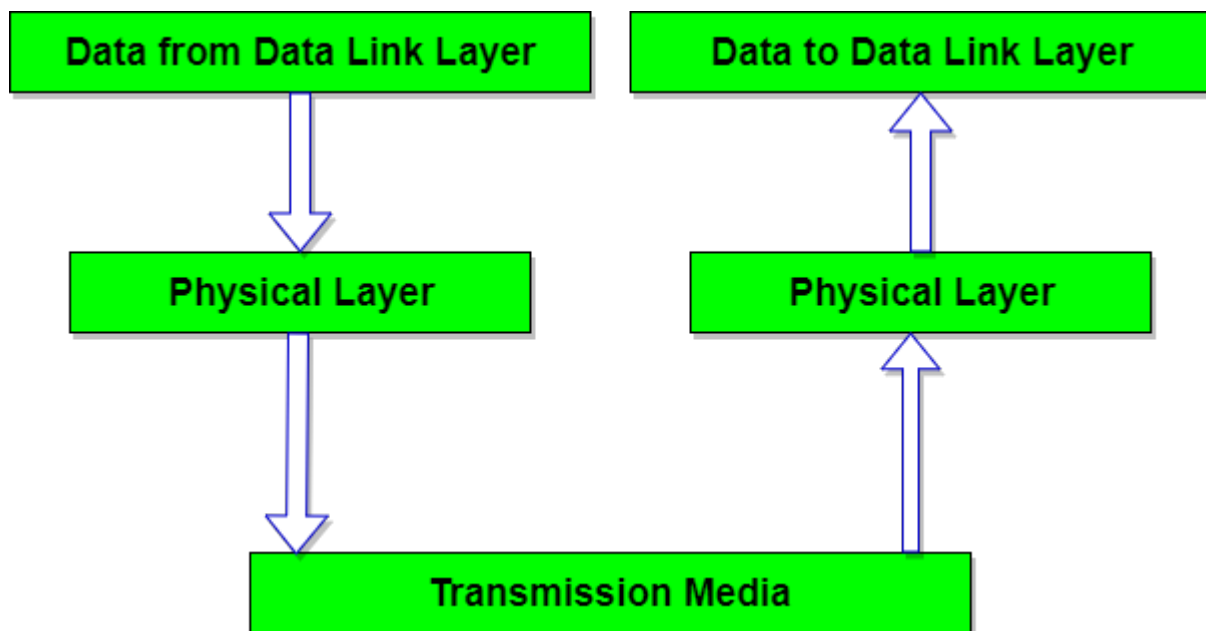 Data from Data Link Layer
Data to Data Link Layer
Physical Layer
Physical Layer
Transmission Media